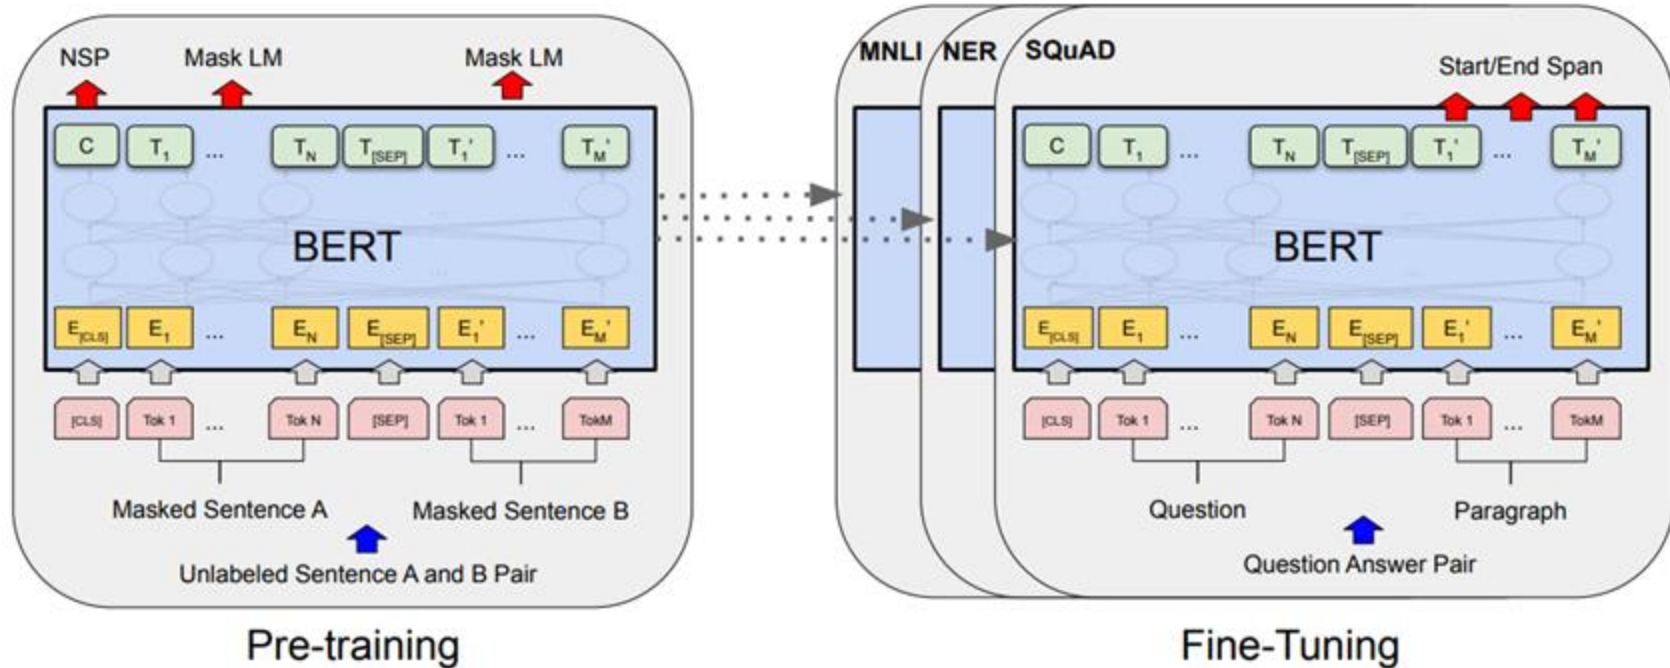 NSP Mask LM Mask LM
C T1 ... TN T[SEP] T1' ... TM'
BERT
E[CLS] E1 ... EN E[SEP] E1' ... EM'
[CLS] Tok 1 ... Tok N [SEP] Tok 1 ... TokM
Masked Sentence A Masked Sentence B
Unlabeled Sentence A and B Pair
Pre-training
MNLI NER SQuAD
Start/End Span
C T1 ... TN T[SEP] T1' ... TM'
BERT
E[CLS] E1 ... EN E[SEP] E1' ... EM'
[CLS] Tok 1 ... Tok N [SEP] Tok 1 ... TokM
Question Paragraph
Question Answer Pair
Fine-Tuning